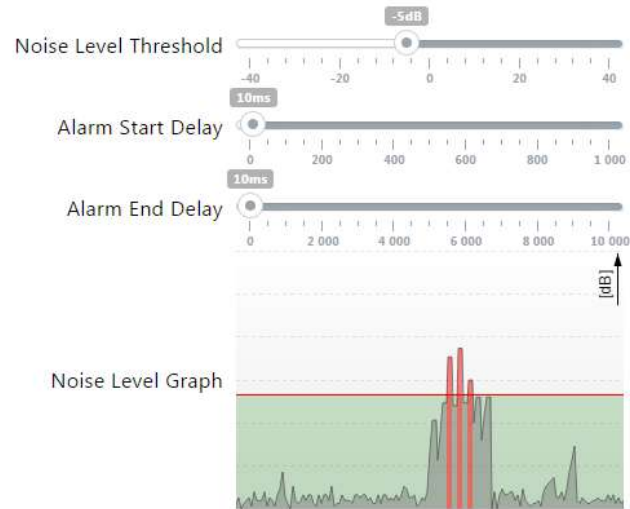 -5dB
Noise Level Threshold
-40 -20 0 20 40
10ms
Alarm Start Delay
0 200 400 600 800 1 000
10ms
Alarm End Delay
0 2 000 4 000 6 000 8 000 10 000
[dB]
Noise Level Graph